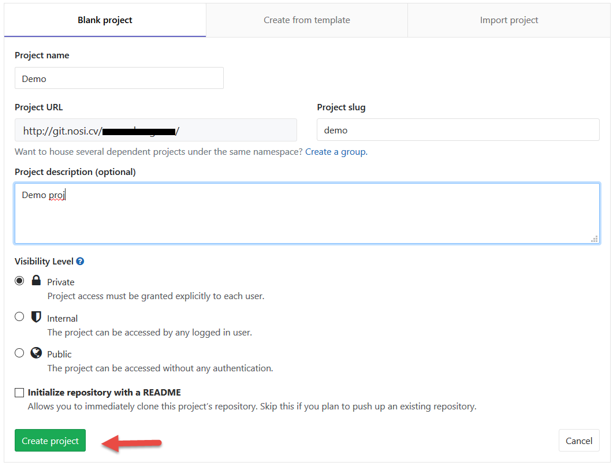 Blank project
Create from template
Import project
Project name
Demo
Project URL
Project slug
http://git.nosi.cv/ /
demo
Want to house several dependent projects under the same namespace? Create a group.
Project description (optional)
Demo proj
Visibility Level ?
Private
Project access must be granted explicitly to each user.
Internal
The project can be accessed by any logged in user.
Public
The project can be accessed without any authentication.
Initialize repository with a README
Allows you to immediately clone this project's repository. Skip this if you plan to push up an existing repository.
Create project
Cancel